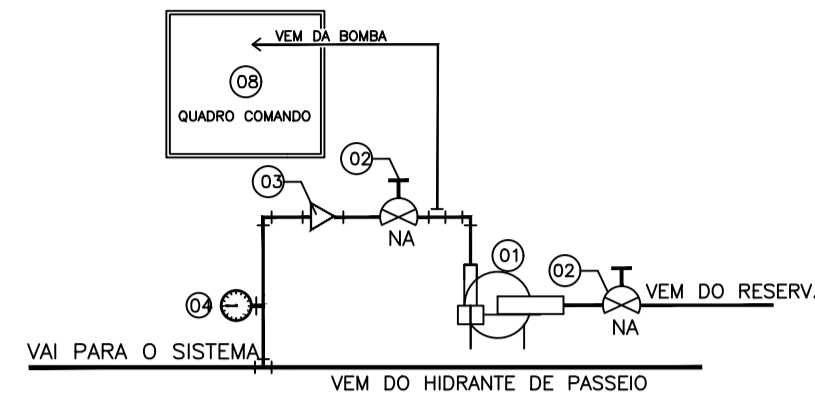 VEM DA BOMBA
08
QUADRO COMANDO
02
03
NA
01
02
04
VEM DO RESERV.
NA
VAI PARA O SISTEMA
VEM DO HIDRANTE DE PASSEIO